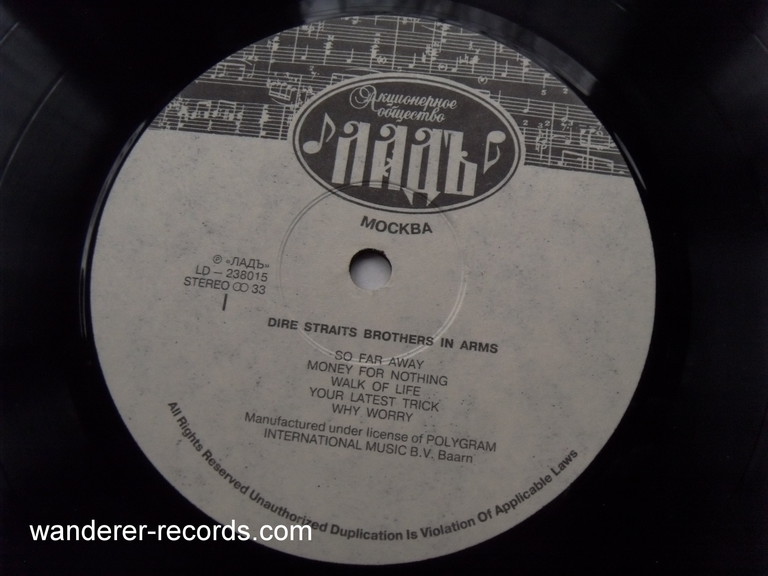 Акционерное
общество
ЛАДЪ
МОСКВА
℗ «ЛАДЪ»
LD – 238015
STEREO ꝏ 33
I
DIRE STRAITS BROTHERS IN ARMS
SO FAR AWAY
MONEY FOR NOTHING
WALK OF LIFE
YOUR LATEST TRICK
WHY WORRY
Manufactured under license of POLYGRAM
INTERNATIONAL MUSIC B.V. Baarn
All Rights Reserved Unauthorized Duplication Is Violation Of Applicable Laws
wanderer-records.com